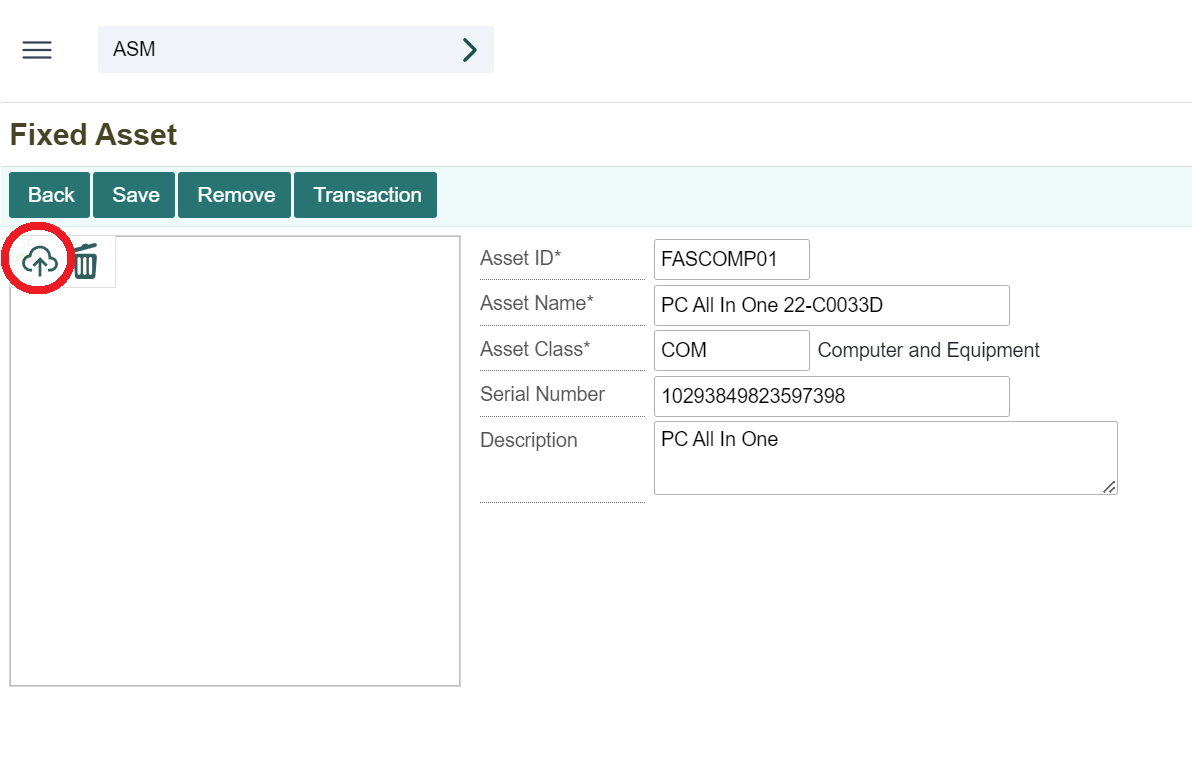 ASM
Fixed Asset
Back Save Remove Transaction
Asset ID* FASCOMP01
Asset Name* PC All In One 22-C0033D
Asset Class* COM Computer and Equipment
Serial Number 10293849823597398
Description PC All In One